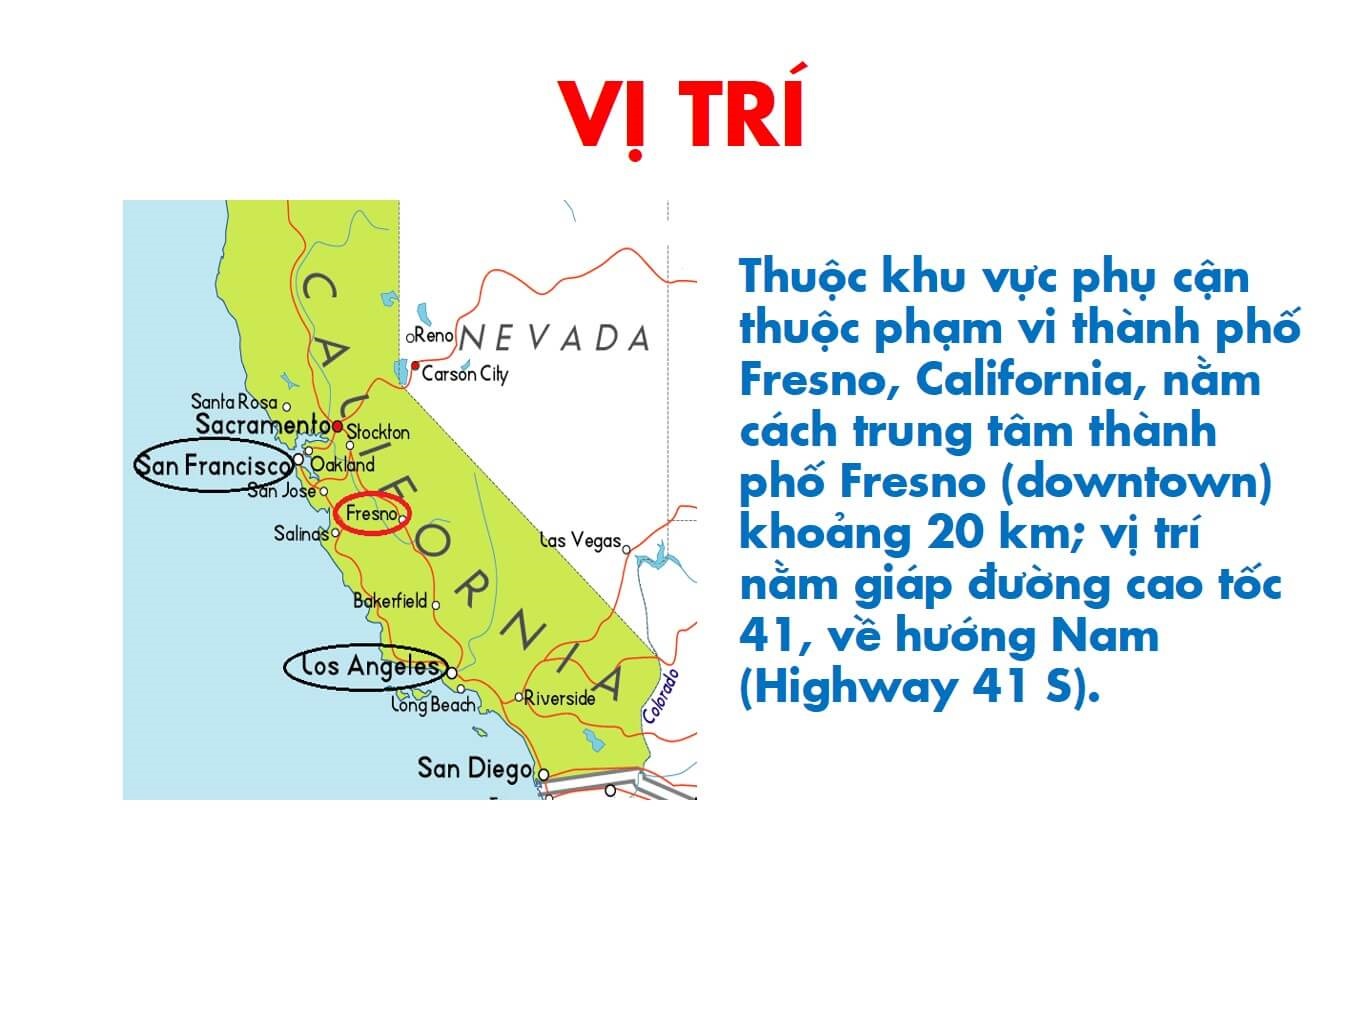 VỊ TRÍ
Thuộc khu vực phụ cận
thuộc phạm vi thành phố
Fresno, California, nằm
cách trung tâm thành
phố Fresno (downtown)
khoảng 20 km; vị trí
nằm giáp đường cao tốc
41, về hướng Nam
(Highway 41 S).
CALIFORNIA
NEVADA
Reno
Carson City
Santa Rosa
Sacramento
Stockton
San Francisco
Oakland
San Jose
Fresno
Salinas
Las Vegas
Bakerfield
Los Angeles
Long Beach
Riverside
Colorado
San Diego